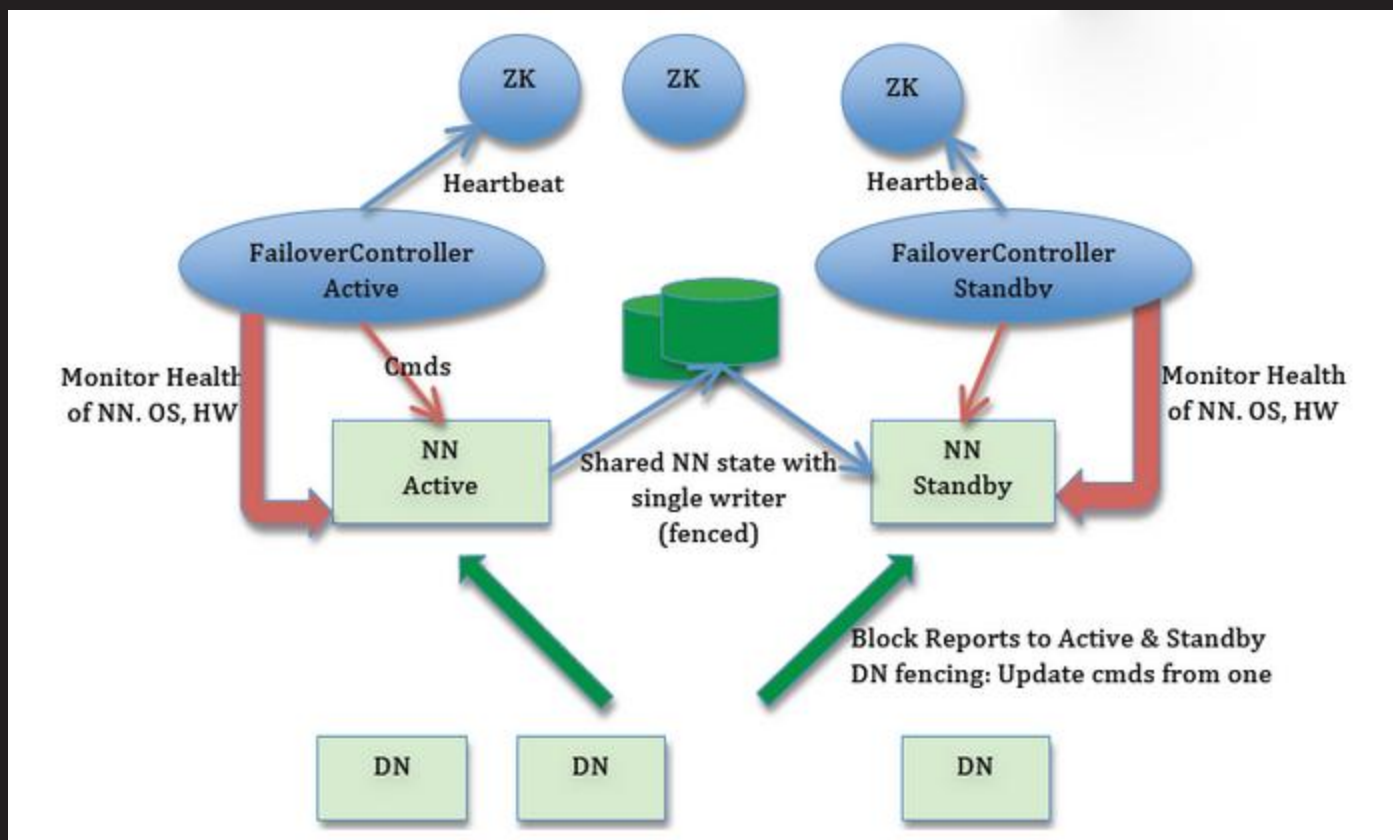 ZK
ZK
ZK
Heartbeat
Heartbeat
FailoverController
Active
FailoverController
Standby
Cmds
Monitor Health
of NN. OS, HW
Monitor Health
of NN. OS, HW
NN
Active
Shared NN state with
single writer
(fenced)
NN
Standby
Block Reports to Active & Standby
DN fencing: Update cmds from one
DN
DN
DN